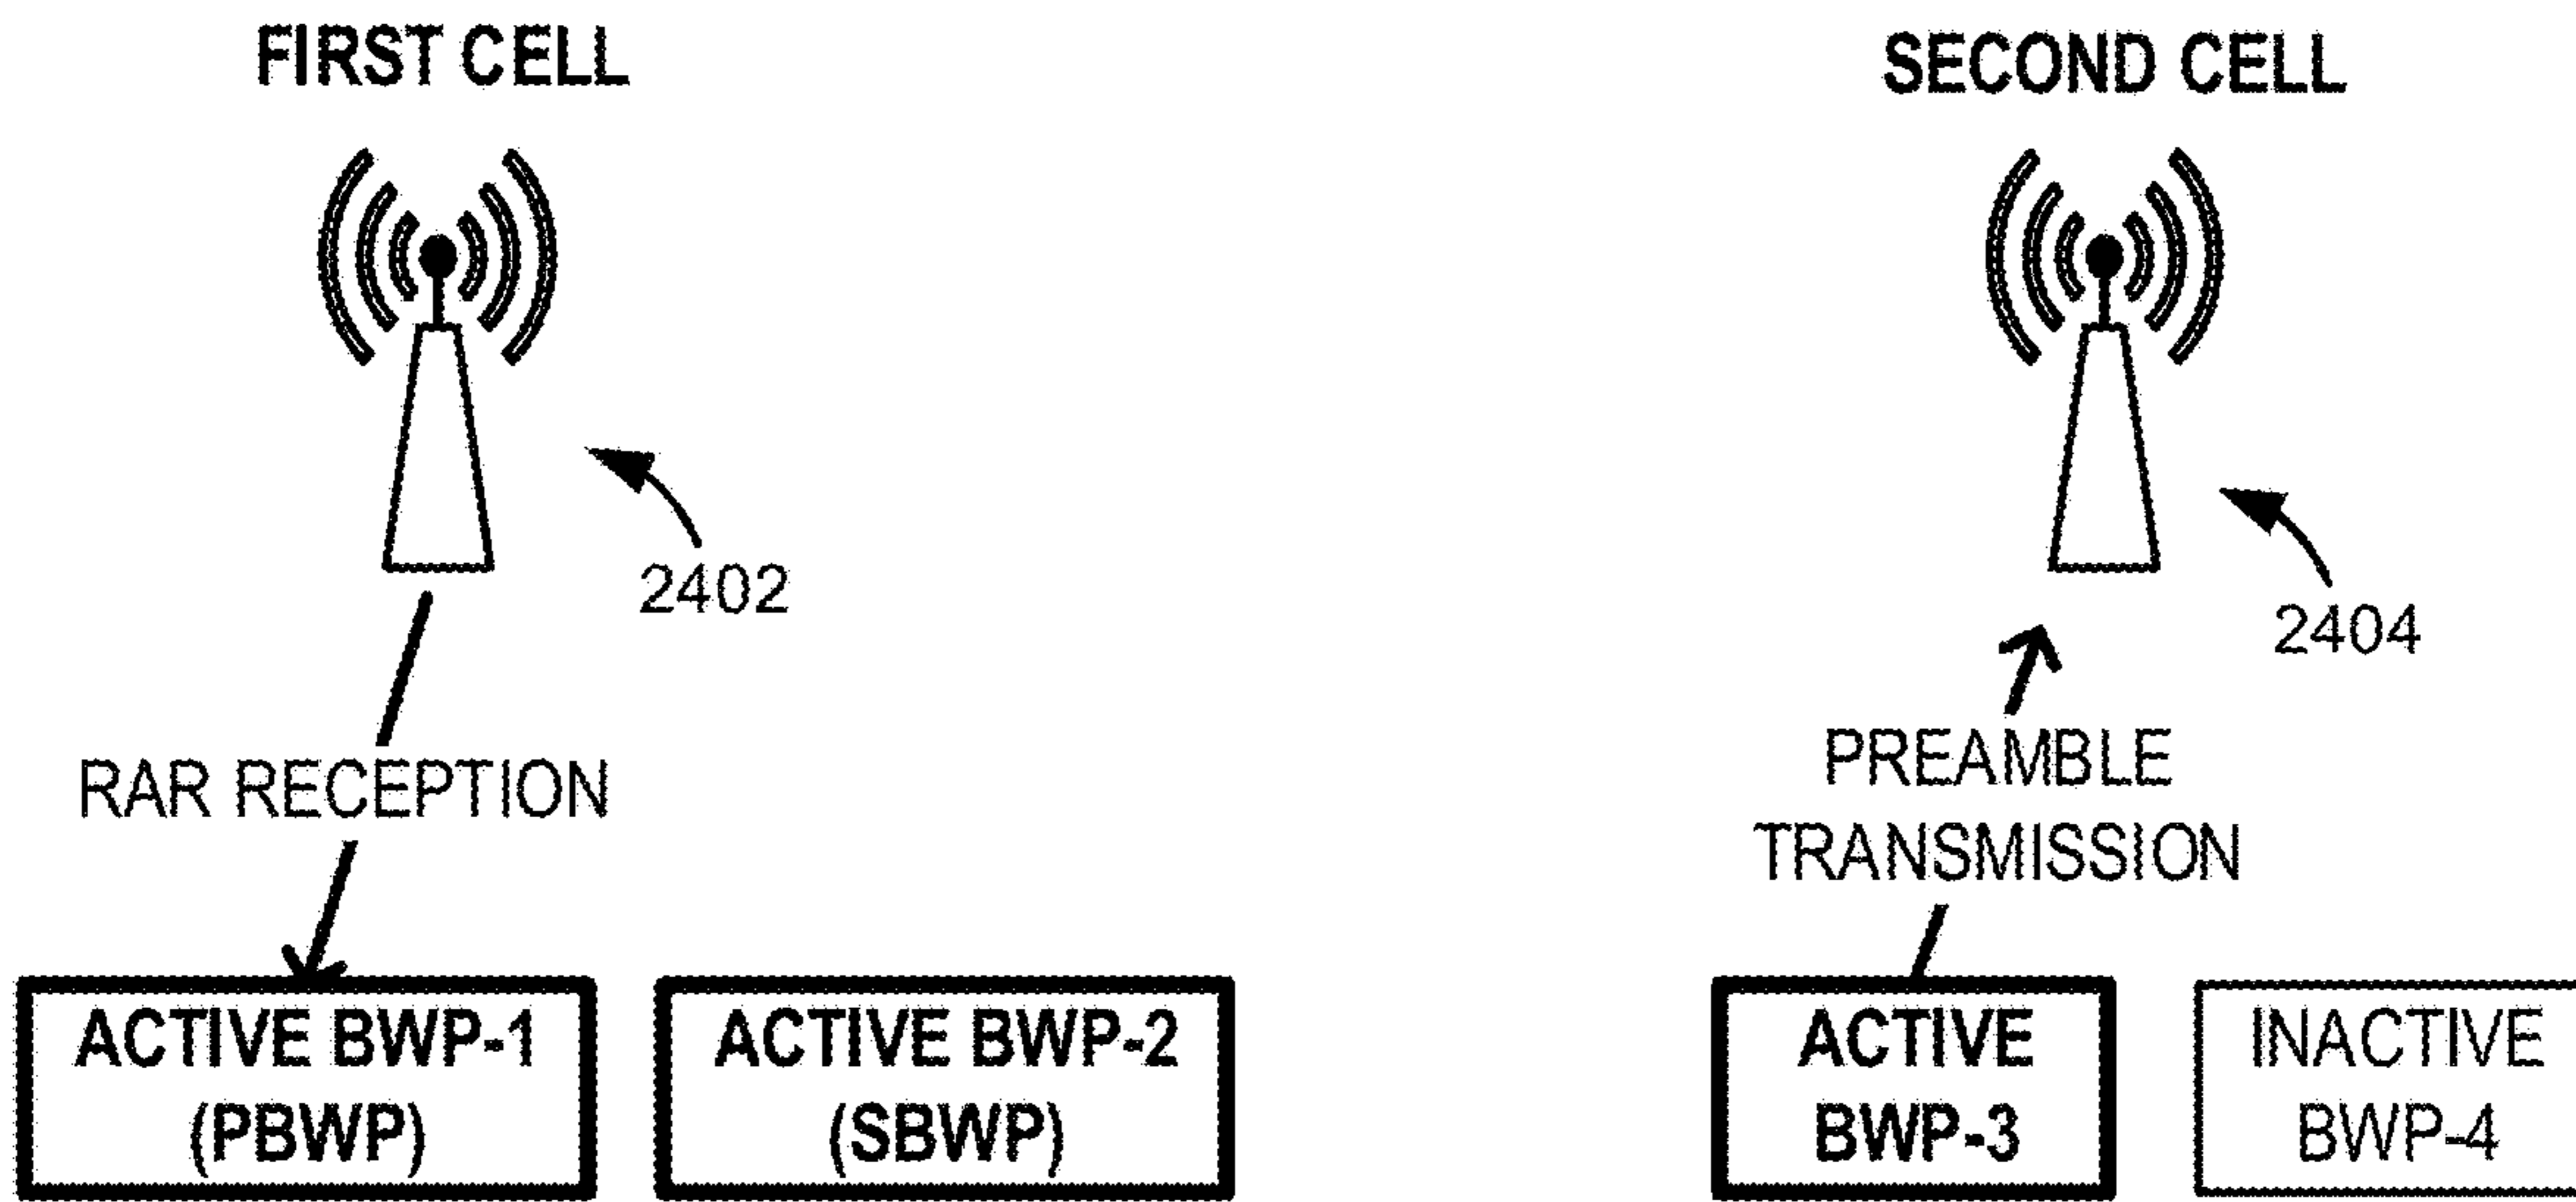 FIRST CELL
2402
RAR RECEPTION
ACTIVE BWP-1
(PBWP)
ACTIVE BWP-2
(SBWP)
SECOND CELL
2404
PREAMBLE
TRANSMISSION
ACTIVE
BWP-3
INACTIVE
BWP-4